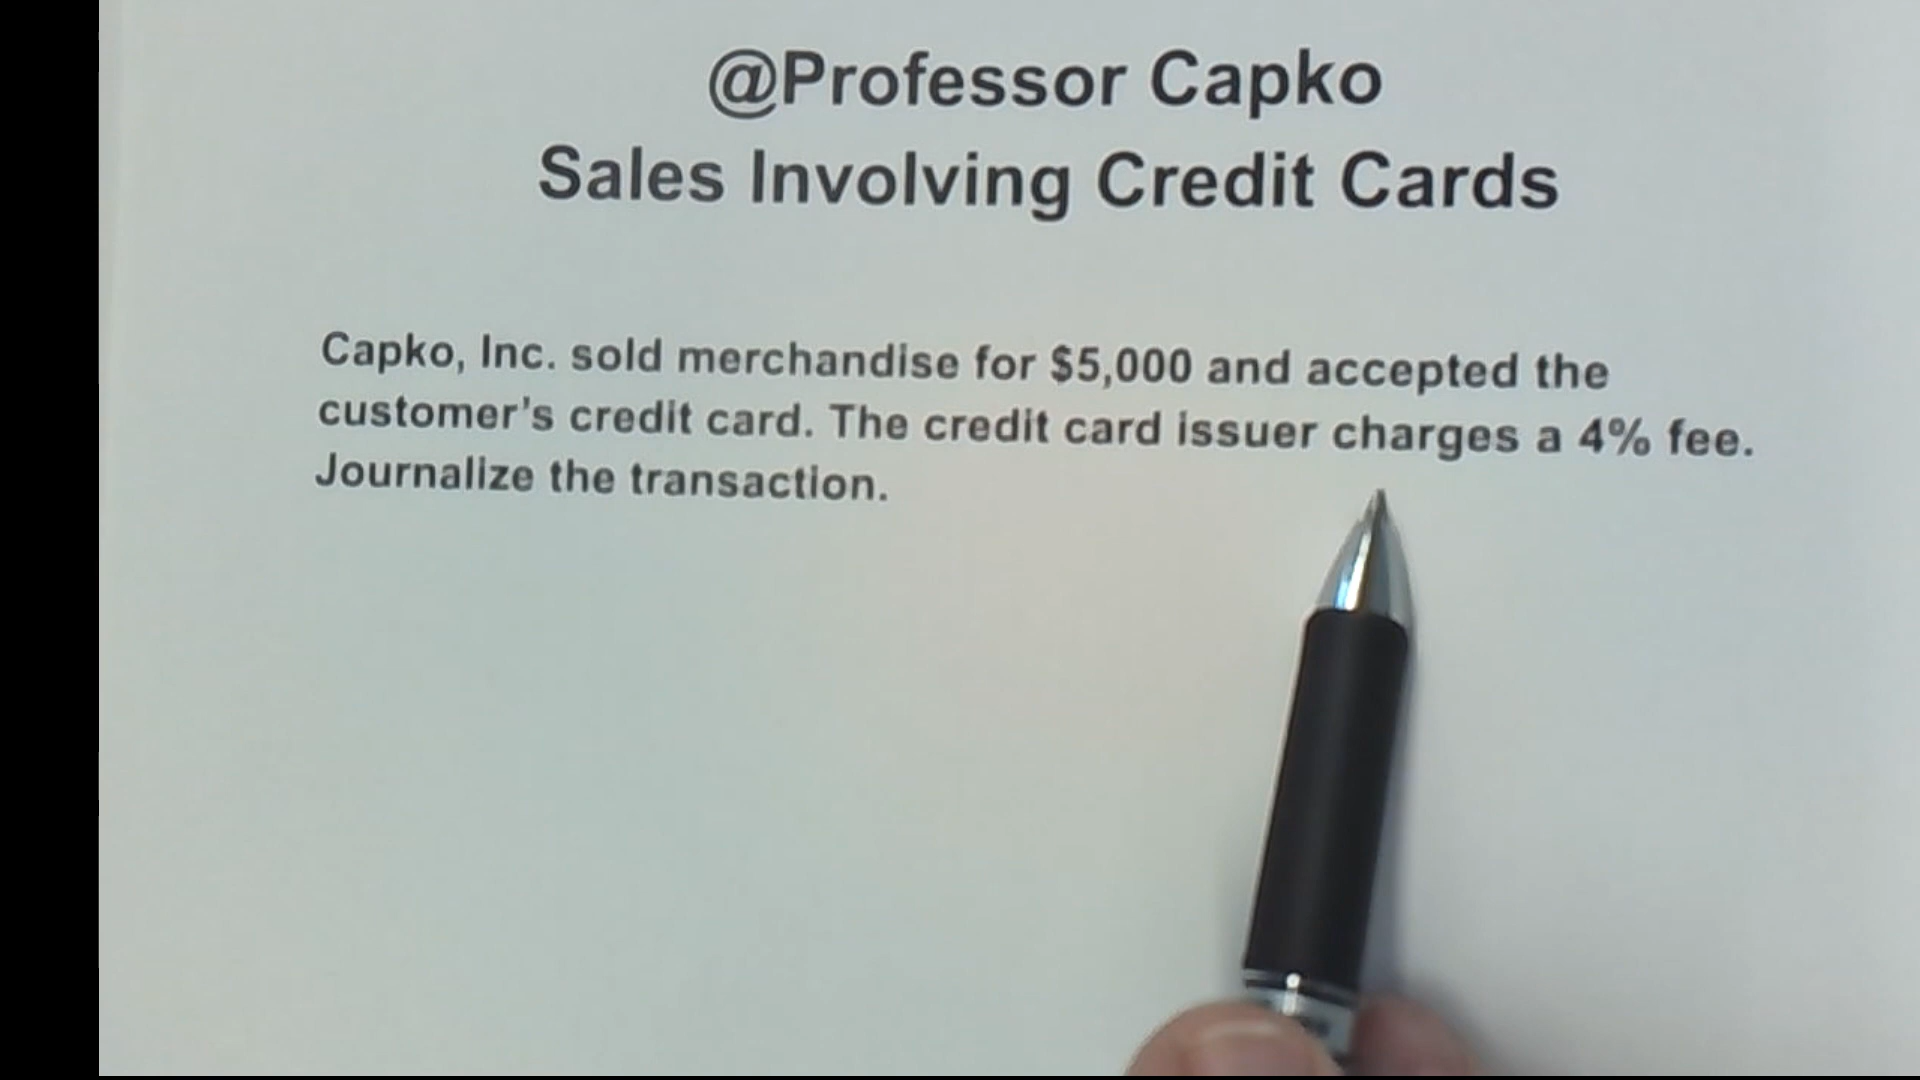 @Professor Capko
Sales Involving Credit Cards
Capko, Inc. sold merchandise for $5,000 and accepted the
customer's credit card. The credit card issuer charges a 4% fee.
Journalize the transaction.